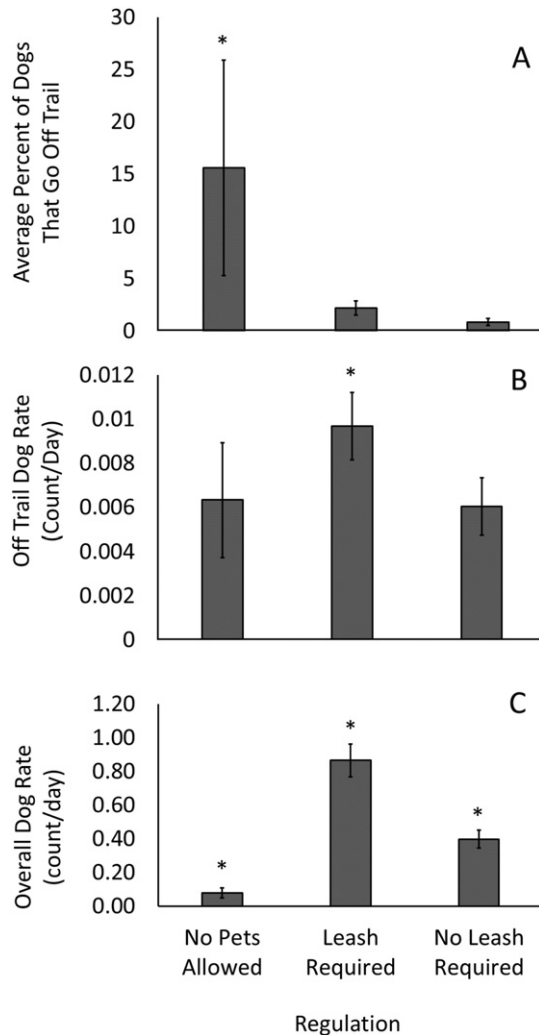 Average Percent of Dogs
That Go Off Trail
30
25
20
15
10
5
0
*
A
Off Trail Dog Rate
(Count/Day)
0.012
0.01
0.008
0.006
0.004
0.002
0
*
B
Overall Dog Rate
(count/day)
1.20
1.00
0.80
0.60
0.40
0.20
0.00
*
*
*
C
No Pets
Allowed
Leash
Required
No Leash
Required
Regulation